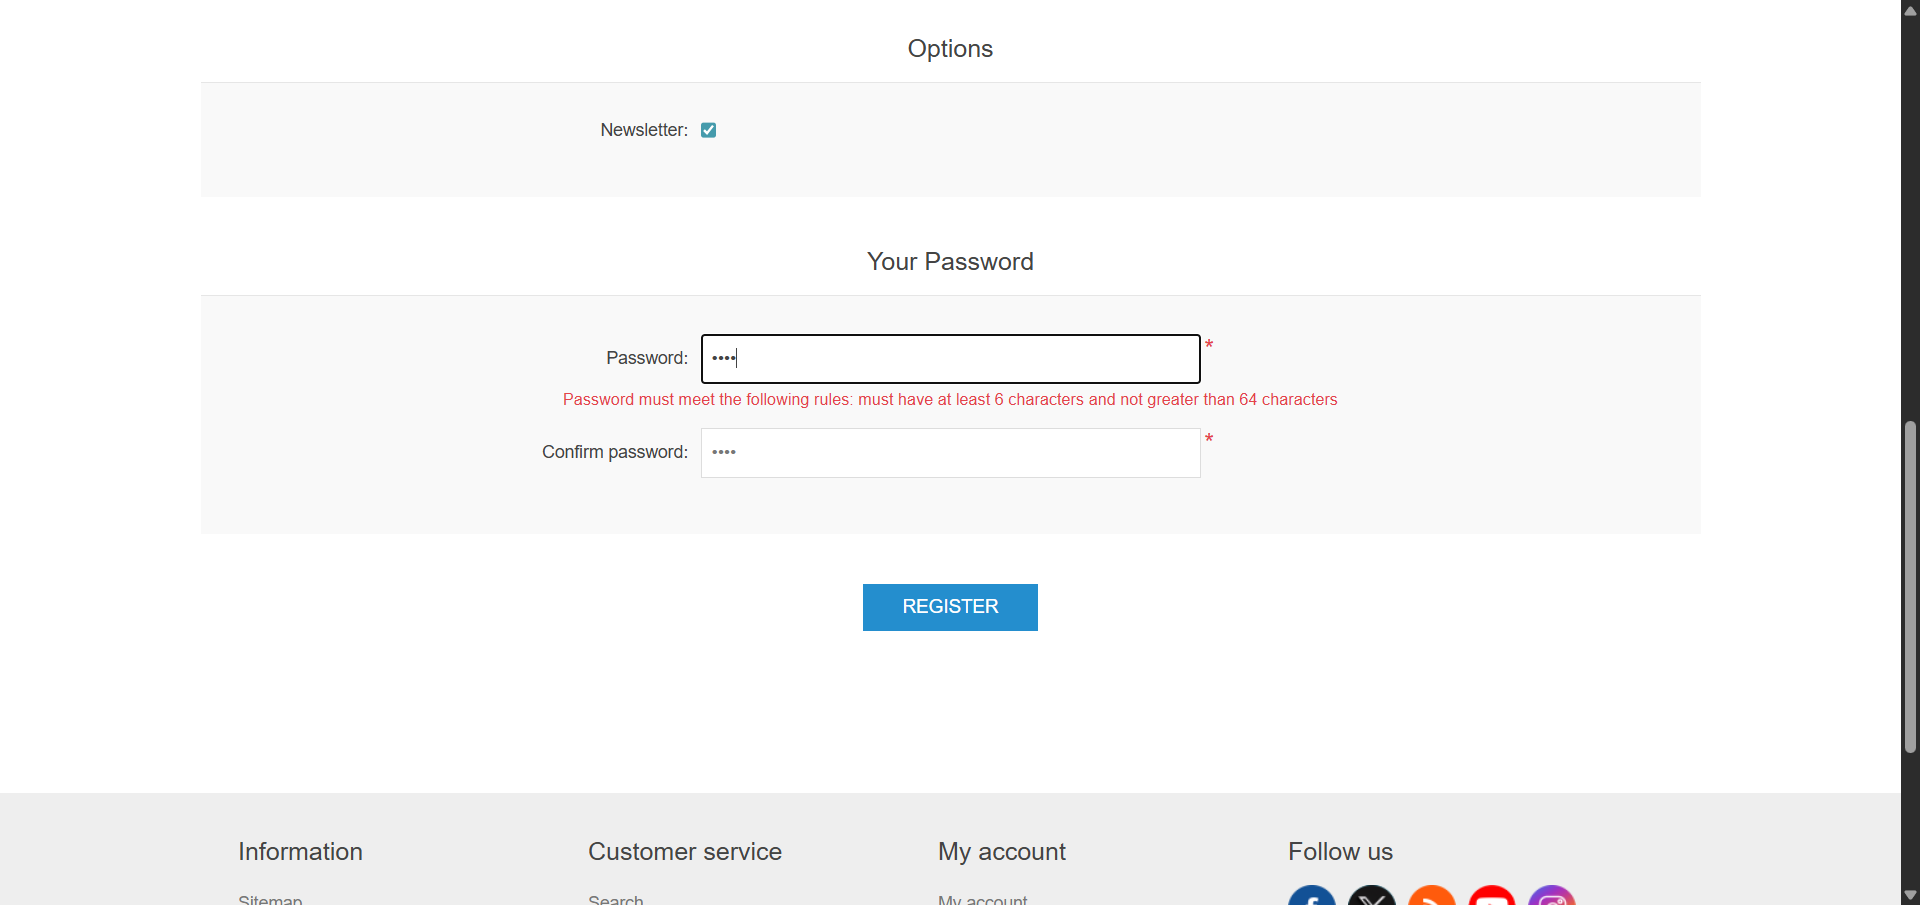 Options
Newsletter:
Your Password
Password: •••• *
Password must meet the following rules: must have at least 6 characters and not greater than 64 characters
Confirm password: •••• *
REGISTER
Information
Customer service
My account
Follow us
Sitemap
Search
My account